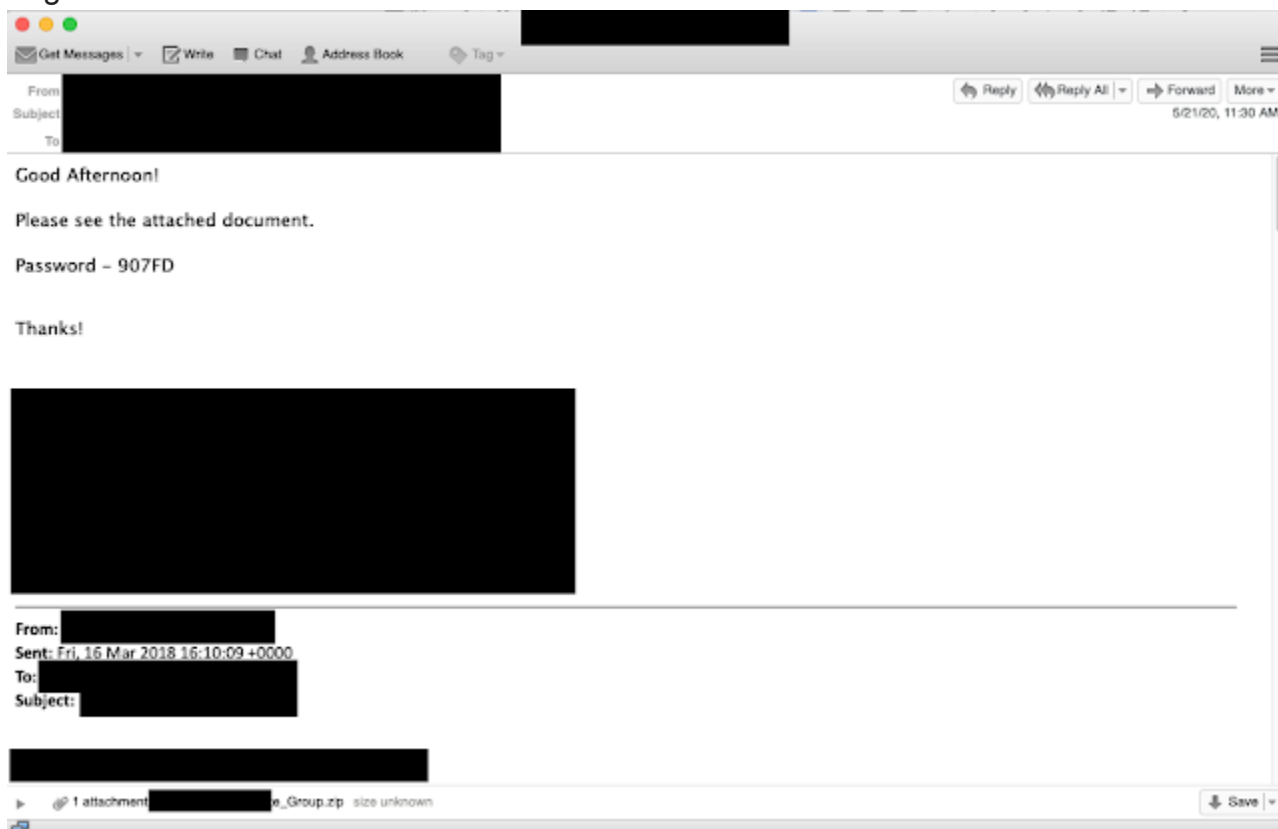 Get Messages Write Chat Address Book Tag
From Reply Reply All Forward More
Subject 5/21/20, 11:30 AM
To
Good Afternoon!
Please see the attached document.
Password – 907FD
Thanks!
From:
Sent: Fri, 16 Mar 2018 16:10:09 +0000
To:
Subject:
1 attachment e_Group.zip size unknown Save